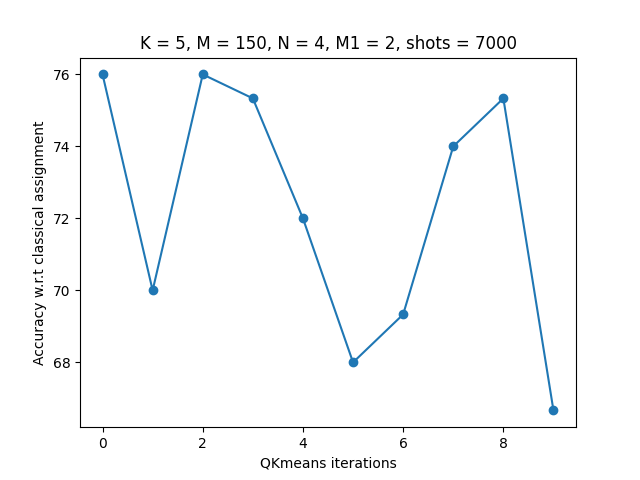 K = 5, M = 150, N = 4, M1 = 2, shots = 7000
76
74
72
70
68
Accuracy w.r.t classical assignment
0 2 4 6 8
QKmeans iterations